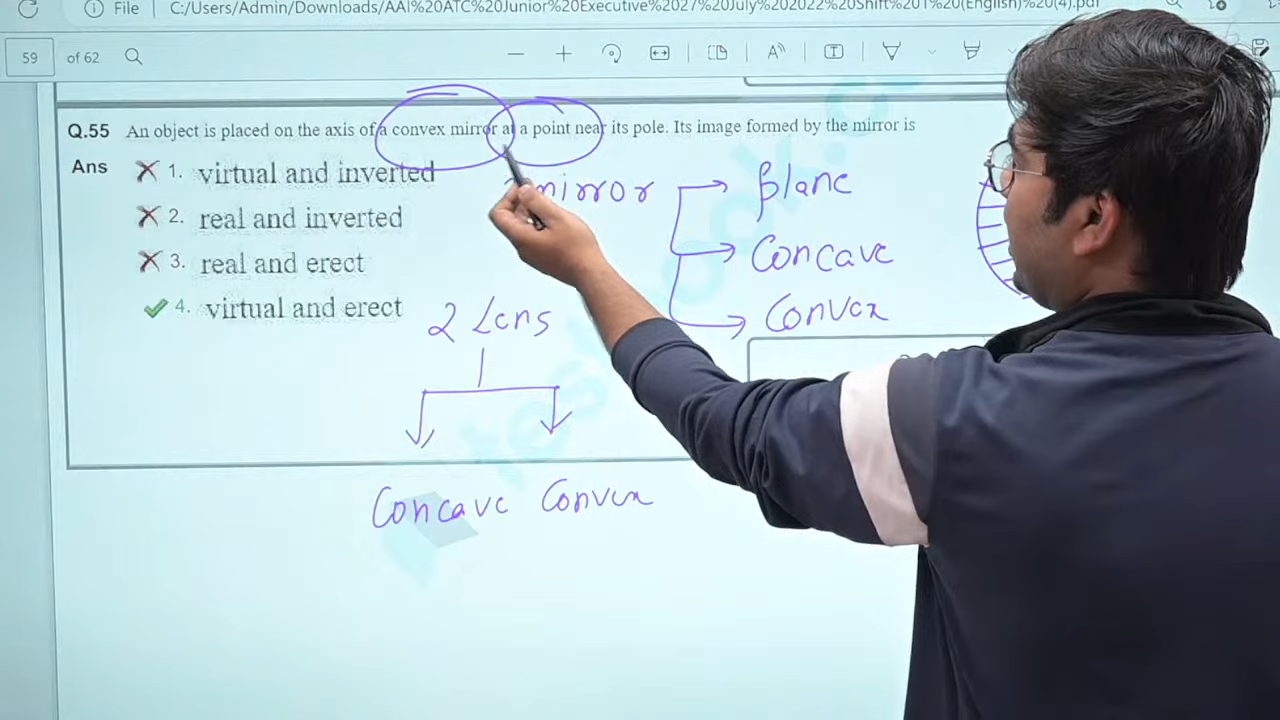 File | C:/Users/Admin/Downloads/AAI%20ATC%20Junior%20Executive%2027%20July%202022%20Shift%201%20(English)%20(4).pdf
59 of 62
Q.55 An object is placed on the axis of a convex mirror at a point near its pole. Its image formed by the mirror is
Ans 1. virtual and inverted
2. real and inverted
3. real and erect
4. virtual and erect
mirror
Plane
Concave
Convex
2 Lens
Concave Convex